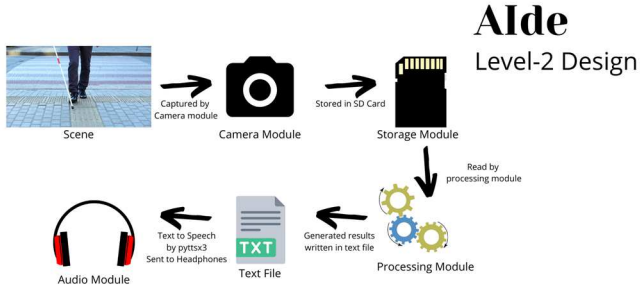 AIde
Level-2 Design
Captured by
Camera module
Stored in SD Card
Scene
Camera Module
Storage Module
Read by
processing module
Text to Speech
by pyttsx3
Sent to Headphones
TXT
Generated results
written in text file
Audio Module
Text File
Processing Module